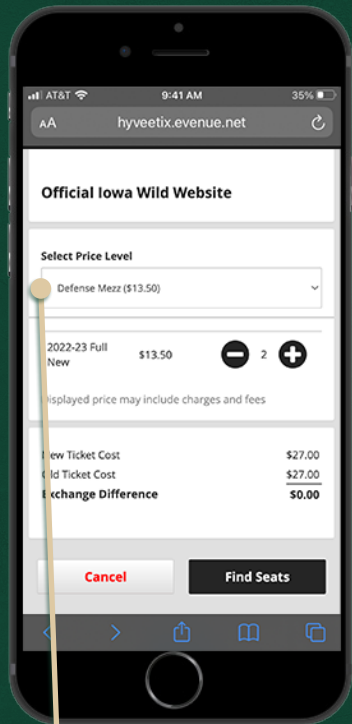 AT&T 9:41 AM 35%
AA hyveetix.evenue.net
Official Iowa Wild Website
Select Price Level
Defense Mezz ($13.50)
2022-23 Full New $13.50 2
Displayed price may include charges and fees
New Ticket Cost $27.00
Old Ticket Cost $27.00
Exchange Difference $0.00
Cancel Find Seats